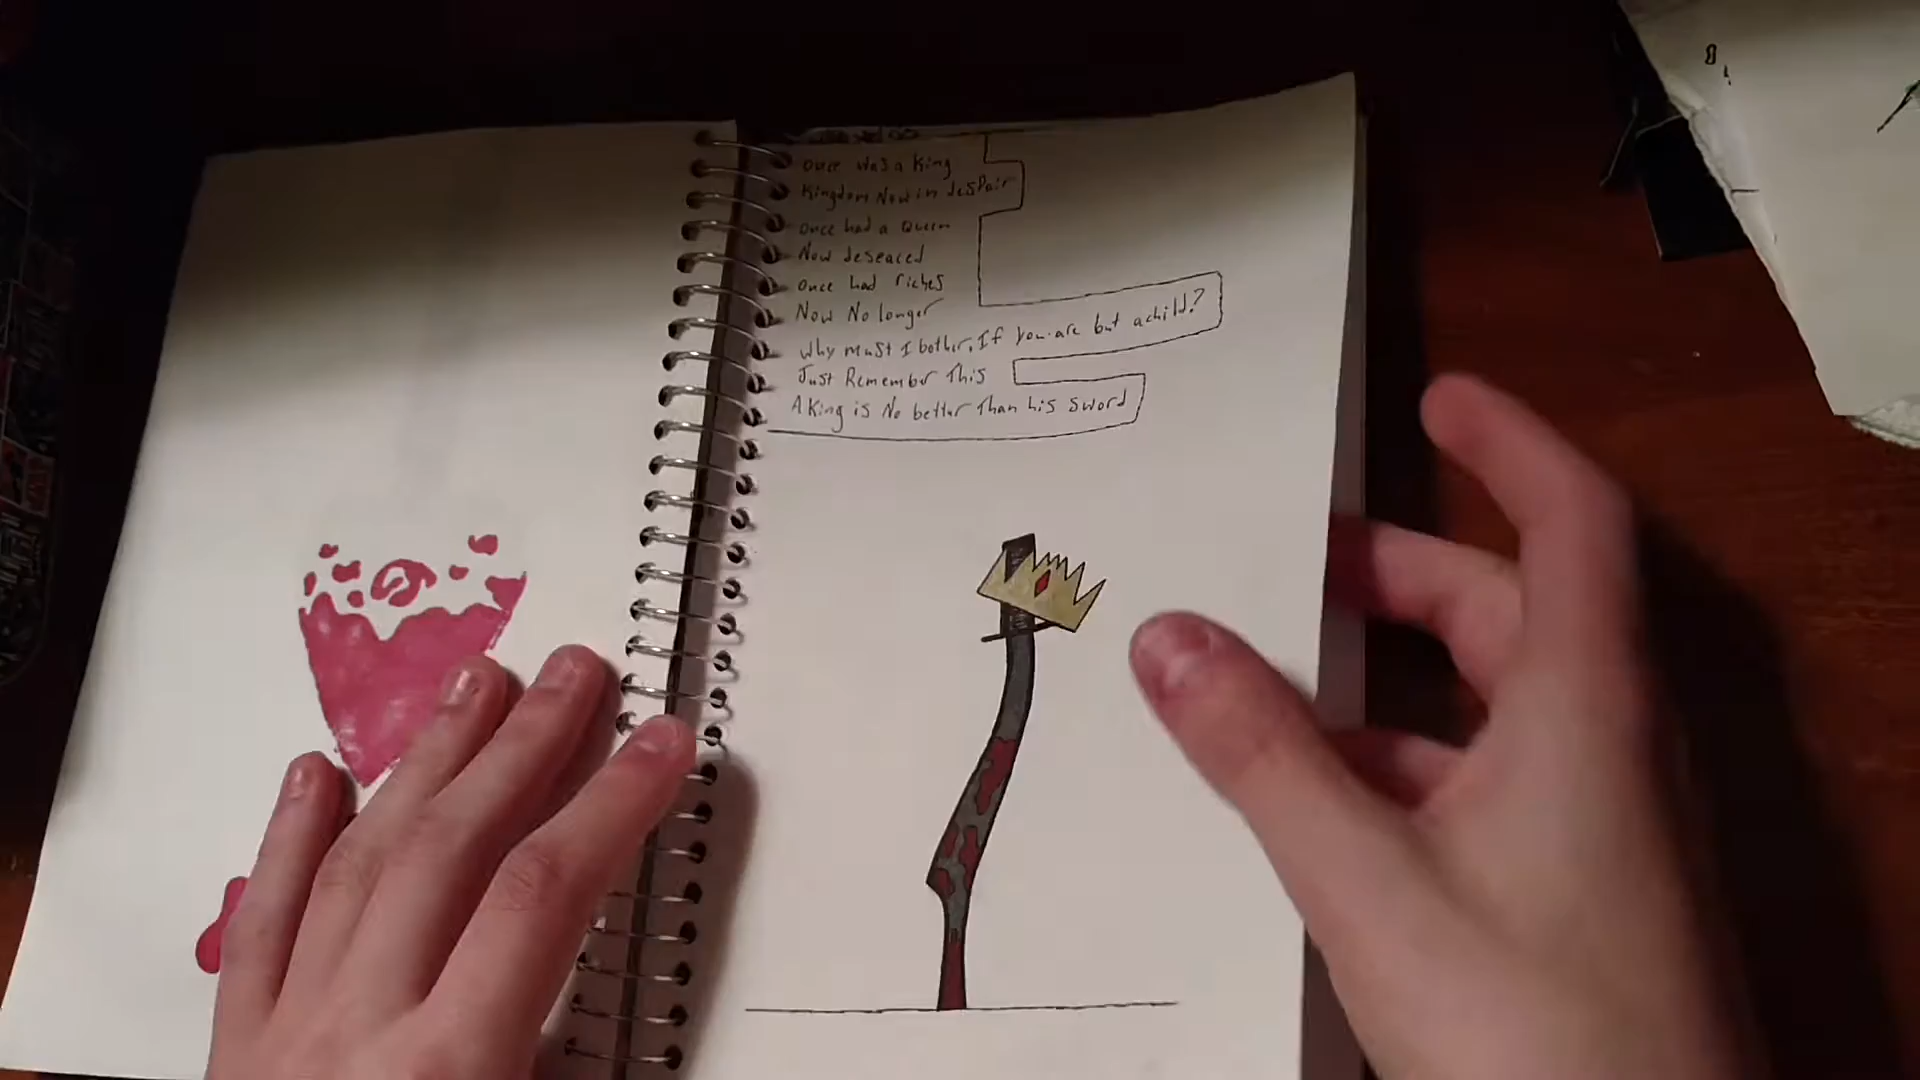 Once was a King
Kingdom Now in despair
Once had a Queen
Now deseaced
Once had riches
Now No longer
Why must I bother, If you are but a child?
Just Remember This
A King is No better Than his sword